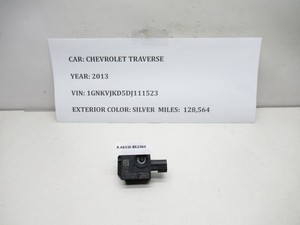 CAR: CHEVROLET TRAVERSE
YEAR: 2013
VIN: 1GNKVJKD5DJ111523
EXTERIOR COLOR: SILVER MILES: 128,564